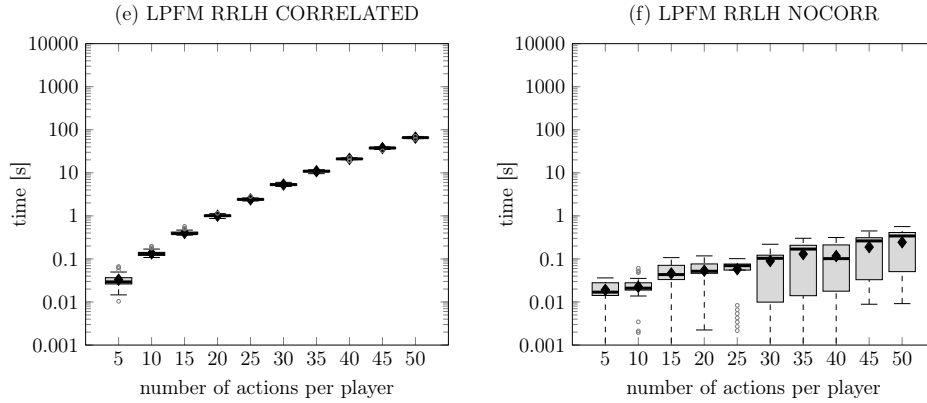 (e) LPFM RRLH CORRELATED
10000
1000
100
10
1
0.1
0.01
0.001
time [s]
5 10 15 20 25 30 35 40 45 50
number of actions per player
(f) LPFM RRLH NOCORR
10000
1000
100
10
1
0.1
0.01
0.001
time [s]
5 10 15 20 25 30 35 40 45 50
number of actions per player